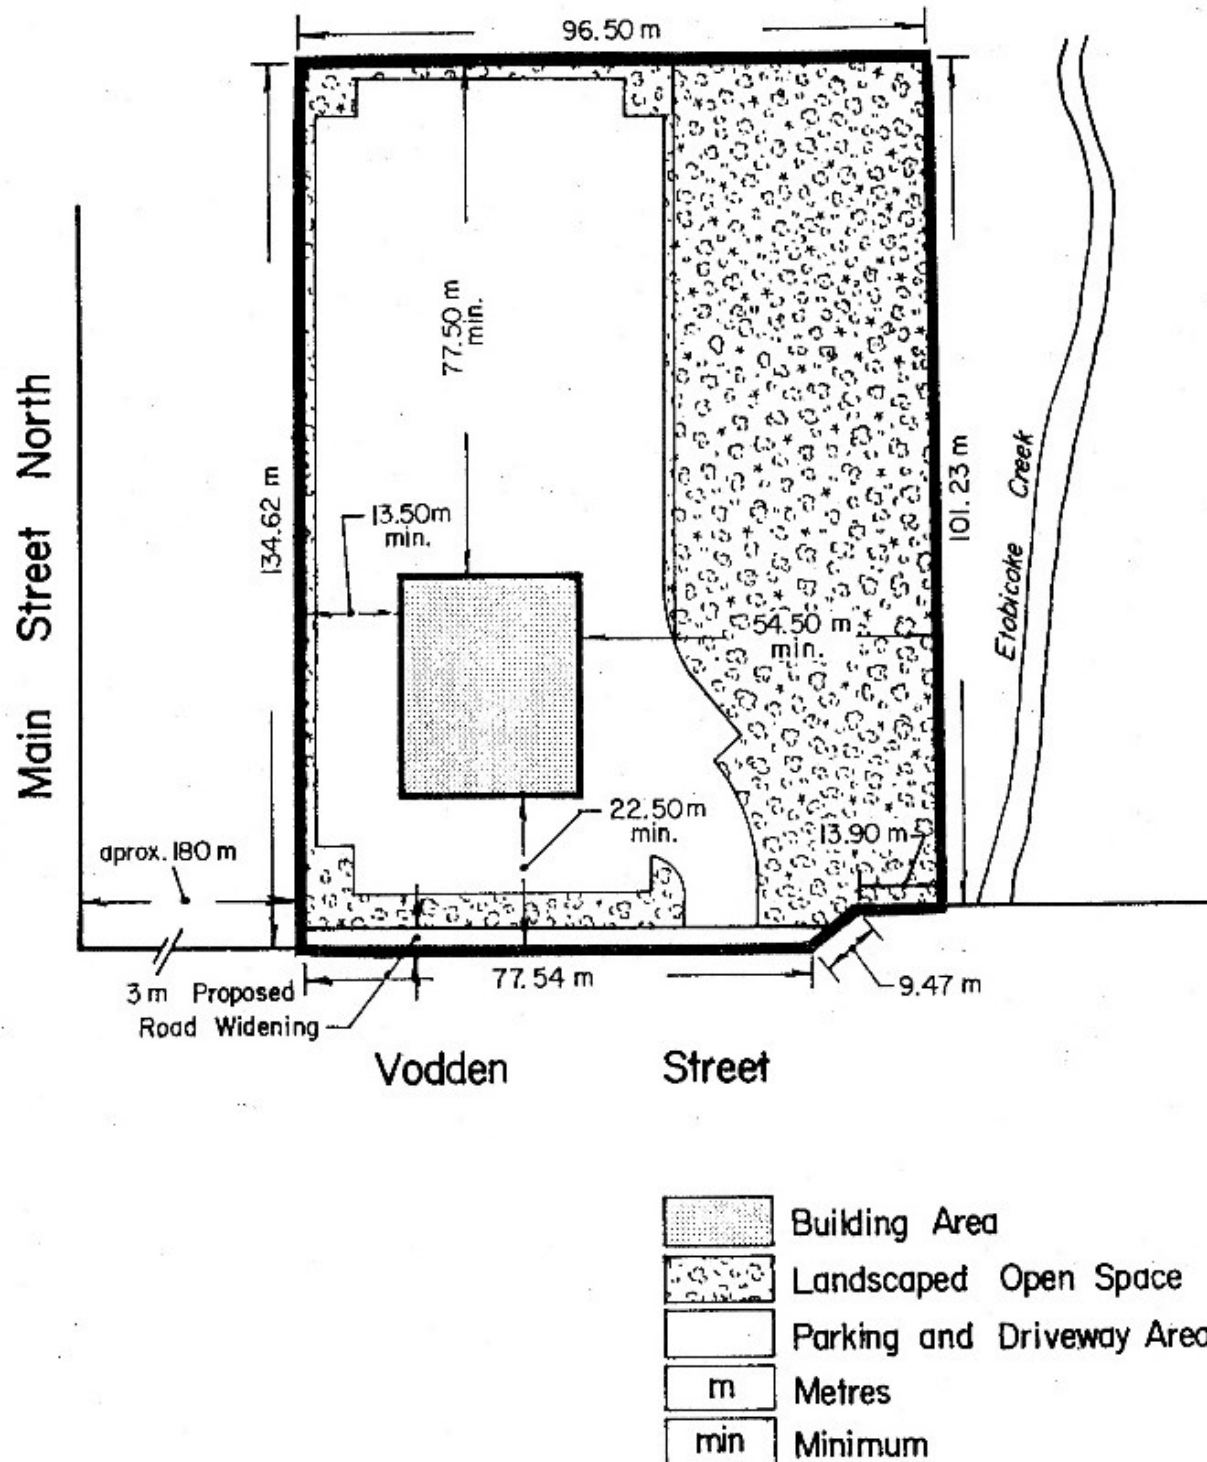 96.50 m
77.50 m
min.
Main Street North
134.62 m
13.50m
min.
101.23 m
Etobicoke Creek
54.50 m
min.
22.50m
min.
13.90 m
aprox. 180 m
77.54 m
9.47 m
3 m Proposed
Road Widening
Vodden Street
Building Area
Landscaped Open Space
Parking and Driveway Area
m Metres
min Minimum